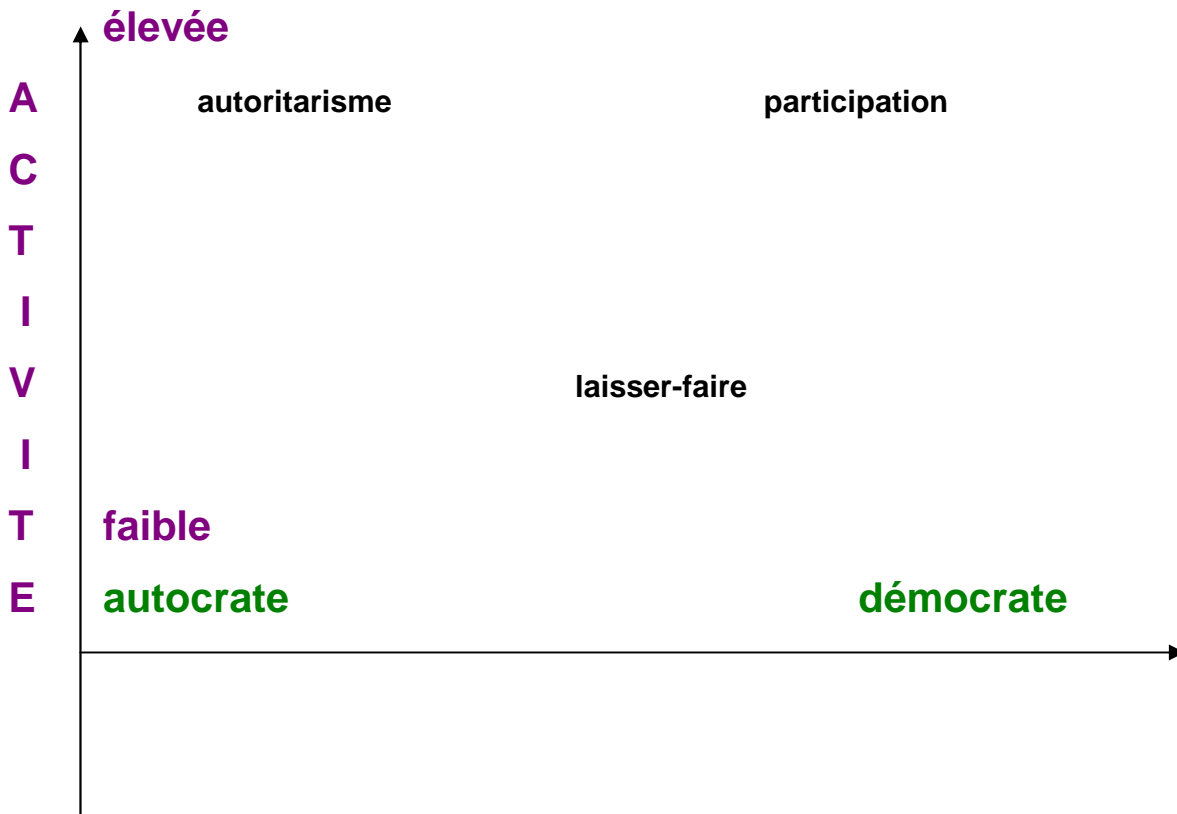 élevée
A
autoritarisme participation
C
T
I
V
laisser-faire
I
T
faible
E
autocrate démocrate